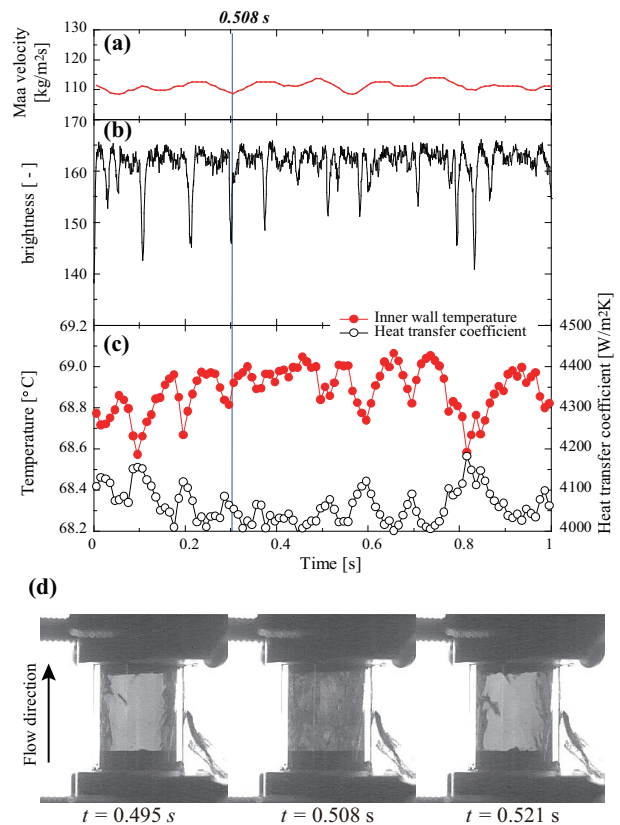 0.508 s
(a)
Maa velocity
[kg/m2s]
130
120
110
100
(b)
brightness [ - ]
170
160
150
140
Inner wall temperature
Heat transfer coefficient
(c)
Temperature [° C]
69.2
69.0
68.8
68.6
68.4
68.2
Heat transfer coefficient [W/m2K]
4500
4400
4300
4200
4100
4000
0 0.2 0.4 0.6 0.8 1
Time [s]
(d)
Flow direction
t = 0.495 s t = 0.508 s t = 0.521 s